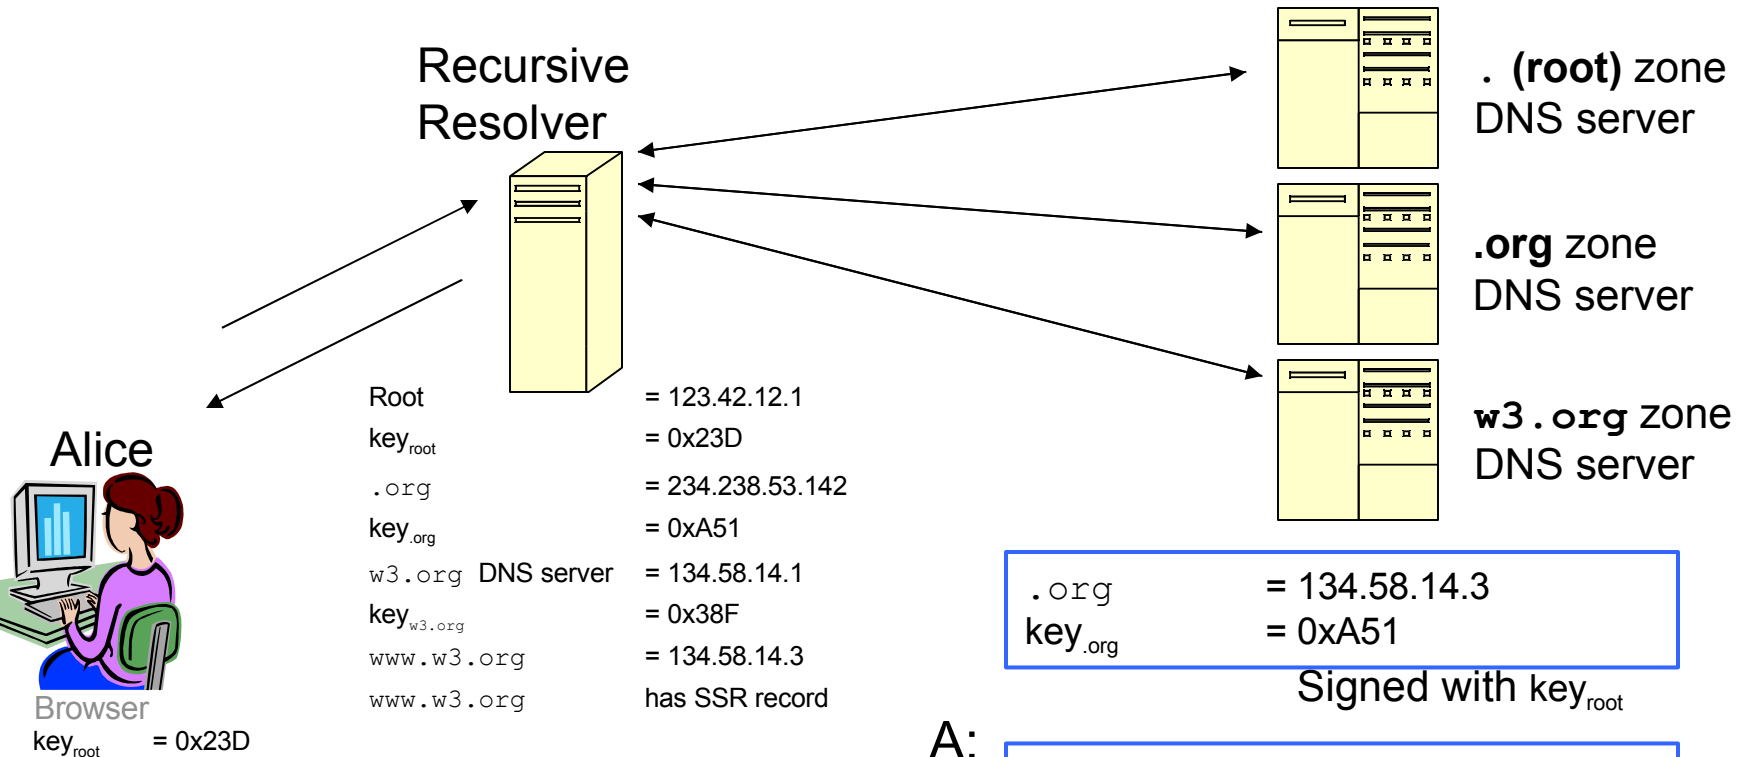 Recursive
Resolver
. (root) zone
DNS server
.org zone
DNS server
w3.org zone
DNS server
Alice
Browser
keyroot = 0x23D
Root = 123.42.12.1
keyroot = 0x23D
.org = 234.238.53.142
key.org = 0xA51
w3.org DNS server = 134.58.14.1
keyw3.org = 0x38F
www.w3.org = 134.58.14.3
www.w3.org has SSR record
.org = 134.58.14.3
key.org = 0xA51
Signed with keyroot
A: